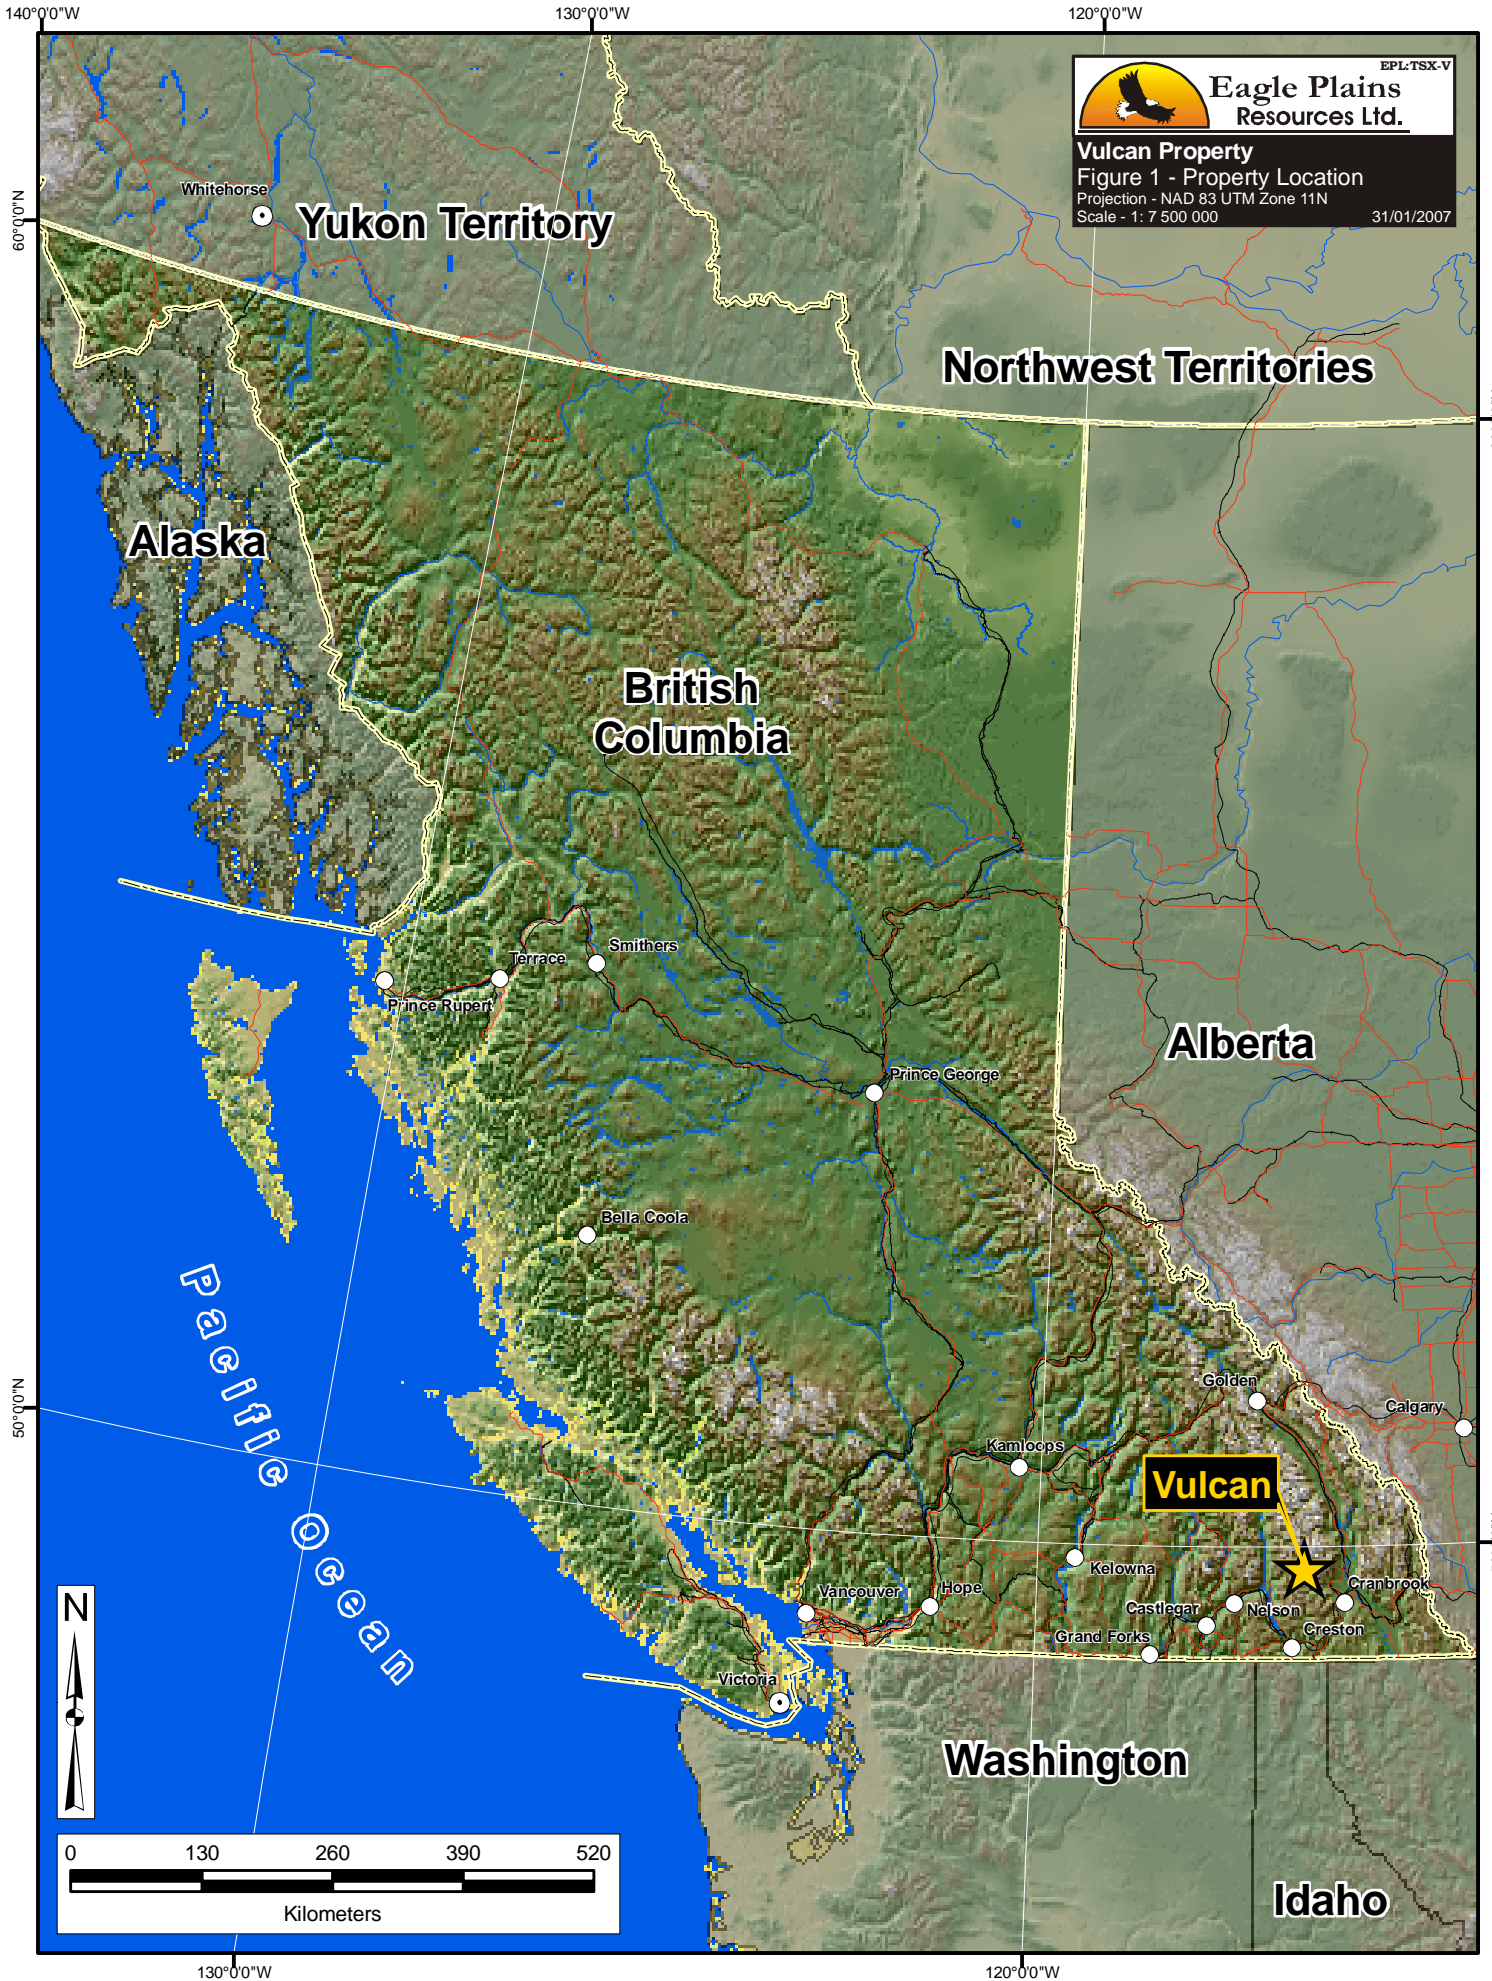 140°0'0"W
130°0'0"W
120°0'0"W
EPL:TSX-V
Eagle Plains
Resources Ltd.
Vulcan Property
Figure 1 - Property Location
Projection - NAD 83 UTM Zone 11N
Scale - 1: 7 500 000
31/01/2007
Whitehorse
60°0'0"N
Yukon Territory
Northwest Territories
Alaska
British
Columbia
Smithers
Terrace
Prince Rupert
Alberta
Prince George
Bella Coola
Pacific Ocean
50°0'0"N
Golden
Calgary
Kamloops
Vulcan
Kelowna
Cranbrook
Vancouver
Hope
Castlegar
Nelson
Creston
Grand Forks
Victoria
N
Washington
0 130 260 390 520
Kilometers
Idaho
130°0'0"W
120°0'0"W